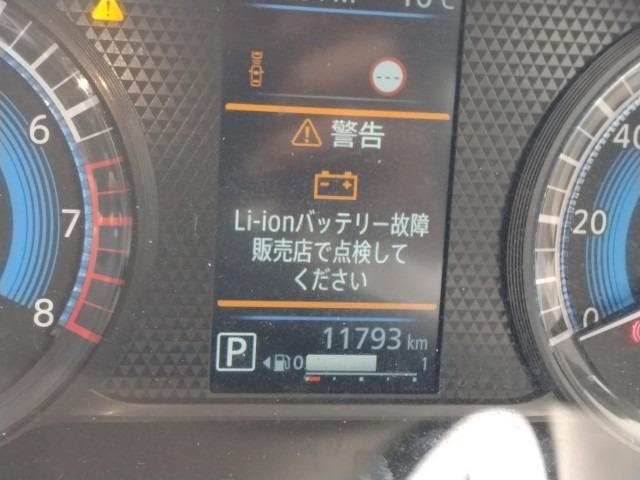 10°C
---
警告
Li-ionバッテリー故障
販売店で点検して
ください
P
11793 km
0 1
6
7
8
40
20
0